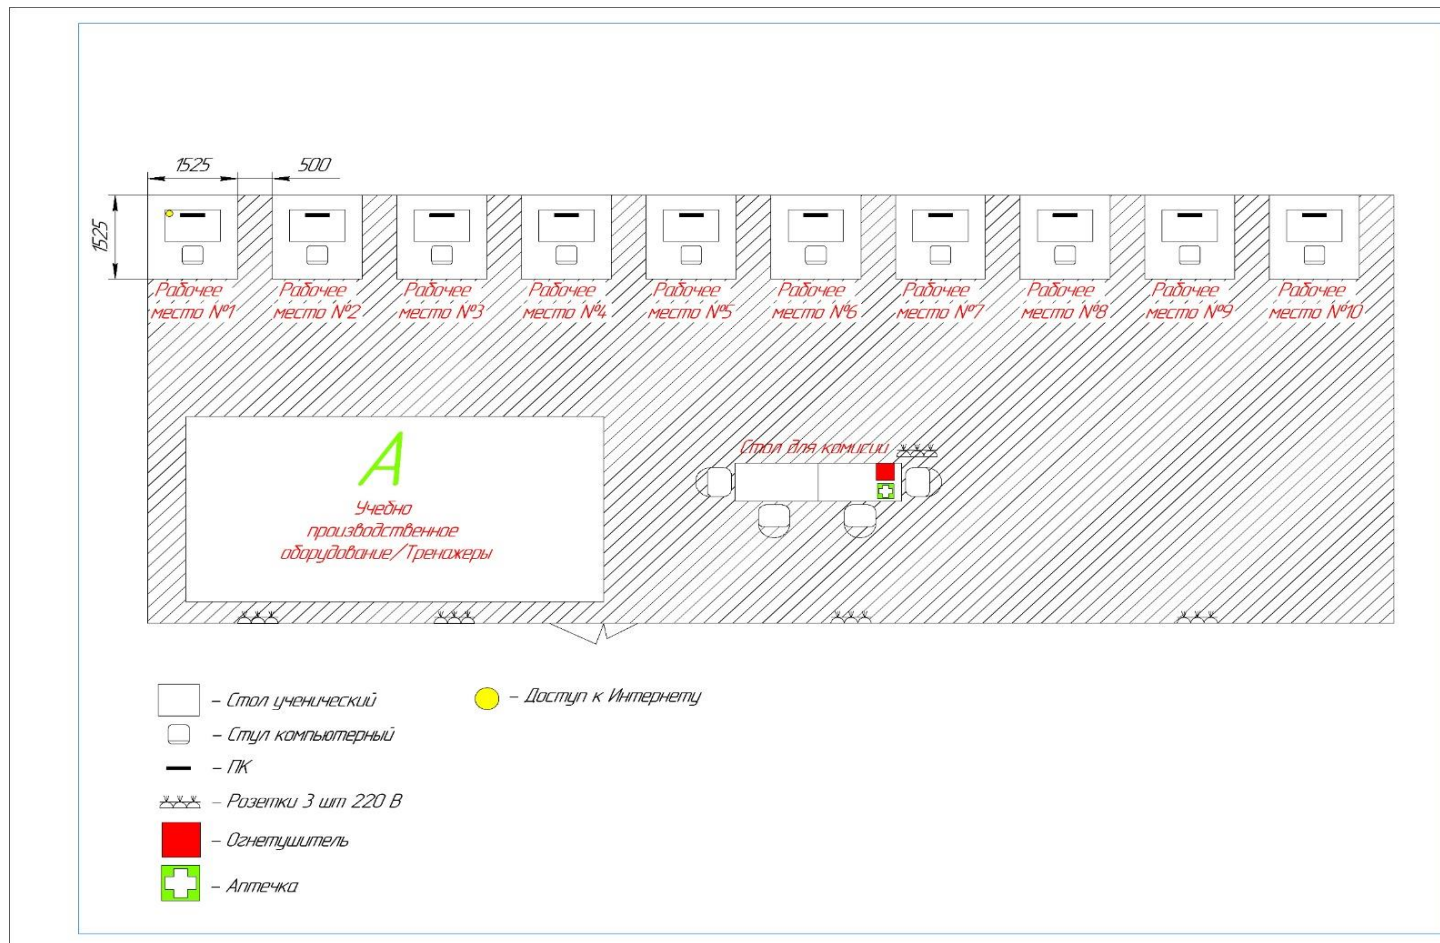 1525
500
1525
Рабочее
место №1
Рабочее
место №2
Рабочее
место №3
Рабочее
место №4
Рабочее
место №5
Рабочее
место №6
Рабочее
место №7
Рабочее
место №8
Рабочее
место №9
Рабочее
место №10
А
Учебно
производственное
оборудование/Тренажеры
Стол для комисии
– Стол ученический
– Доступ к Интернету
– Стул компьютерный
– ПК
– Розетки 3 шт 220 В
– Огнетушитель
– Аптечка